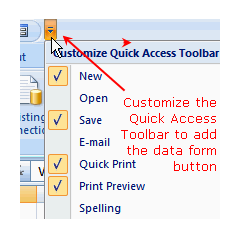 Customize Quick Access Toolbar
New
Open
Save
E-mail
Quick Print
Print Preview
Spelling
Customize the
Quick Access
Toolbar to add
the data form
button